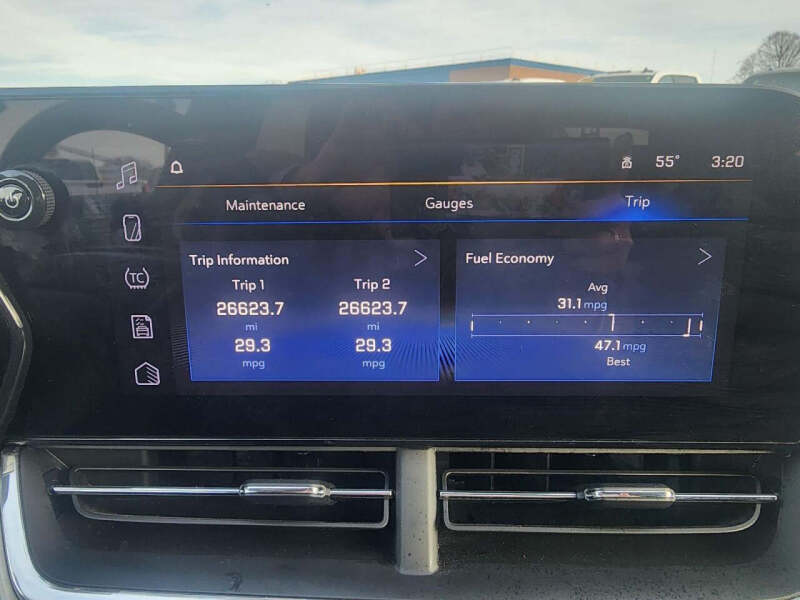 55° 3:20
Maintenance Gauges Trip
TC
Trip Information
Trip 1 Trip 2
26623.7 26623.7
mi mi
29.3 29.3
mpg mpg
Fuel Economy
Avg
31.1 mpg
47.1 mpg
Best